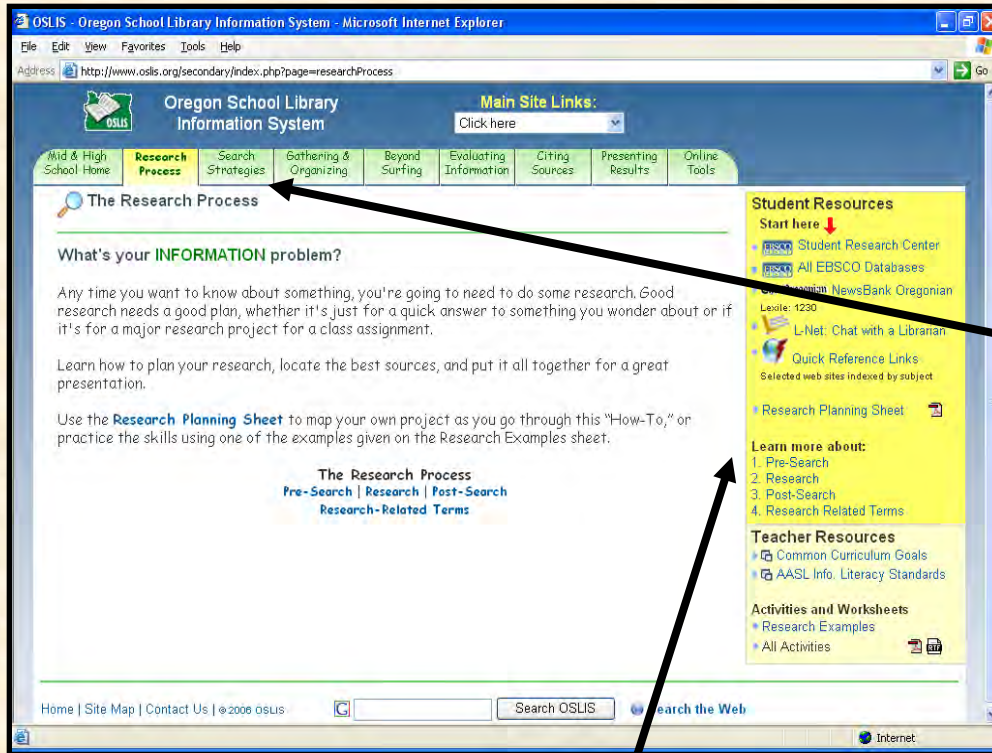 OSLIS - Oregon School Library Information System - Microsoft Internet Explorer
File Edit View Favorites Tools Help
Address http://www.oslis.org/secondary/index.php?page=researchProcess Go
OSLIS
Oregon School Library
Information System
Main Site Links:
Click here
Mid & High School Home
Research Process
Search Strategies
Gathering & Organizing
Beyond Surfing
Evaluating Information
Citing Sources
Presenting Results
Online Tools
The Research Process
What's your INFORMATION problem?
Any time you want to know about something, you're going to need to do some research. Good
research needs a good plan, whether it's just for a quick answer to something you wonder about or if
it's for a major research project for a class assignment.
Learn how to plan your research, locate the best sources, and put it all together for a great
presentation.
Use the Research Planning Sheet to map your own project as you go through this "How-To," or
practice the skills using one of the examples given on the Research Examples sheet.
The Research Process
Pre-Search | Research | Post-Search
Research-Related Terms
Student Resources
Start here
EBSCO Student Research Center
EBSCO All EBSCO Databases
NewsBank Oregonian
Lexile: 1230
L-Net: Chat with a Librarian
Quick Reference Links
Selected web sites indexed by subject
Research Planning Sheet
Learn more about:
1. Pre-Search
2. Research
3. Post-Search
4. Research Related Terms
Teacher Resources
Common Curriculum Goals
AASL Info. Literacy Standards
Activities and Worksheets
Research Examples
All Activities
Home | Site Map | Contact Us | © 2006 OSLIS
G
Search OSLIS
the Web
Internet